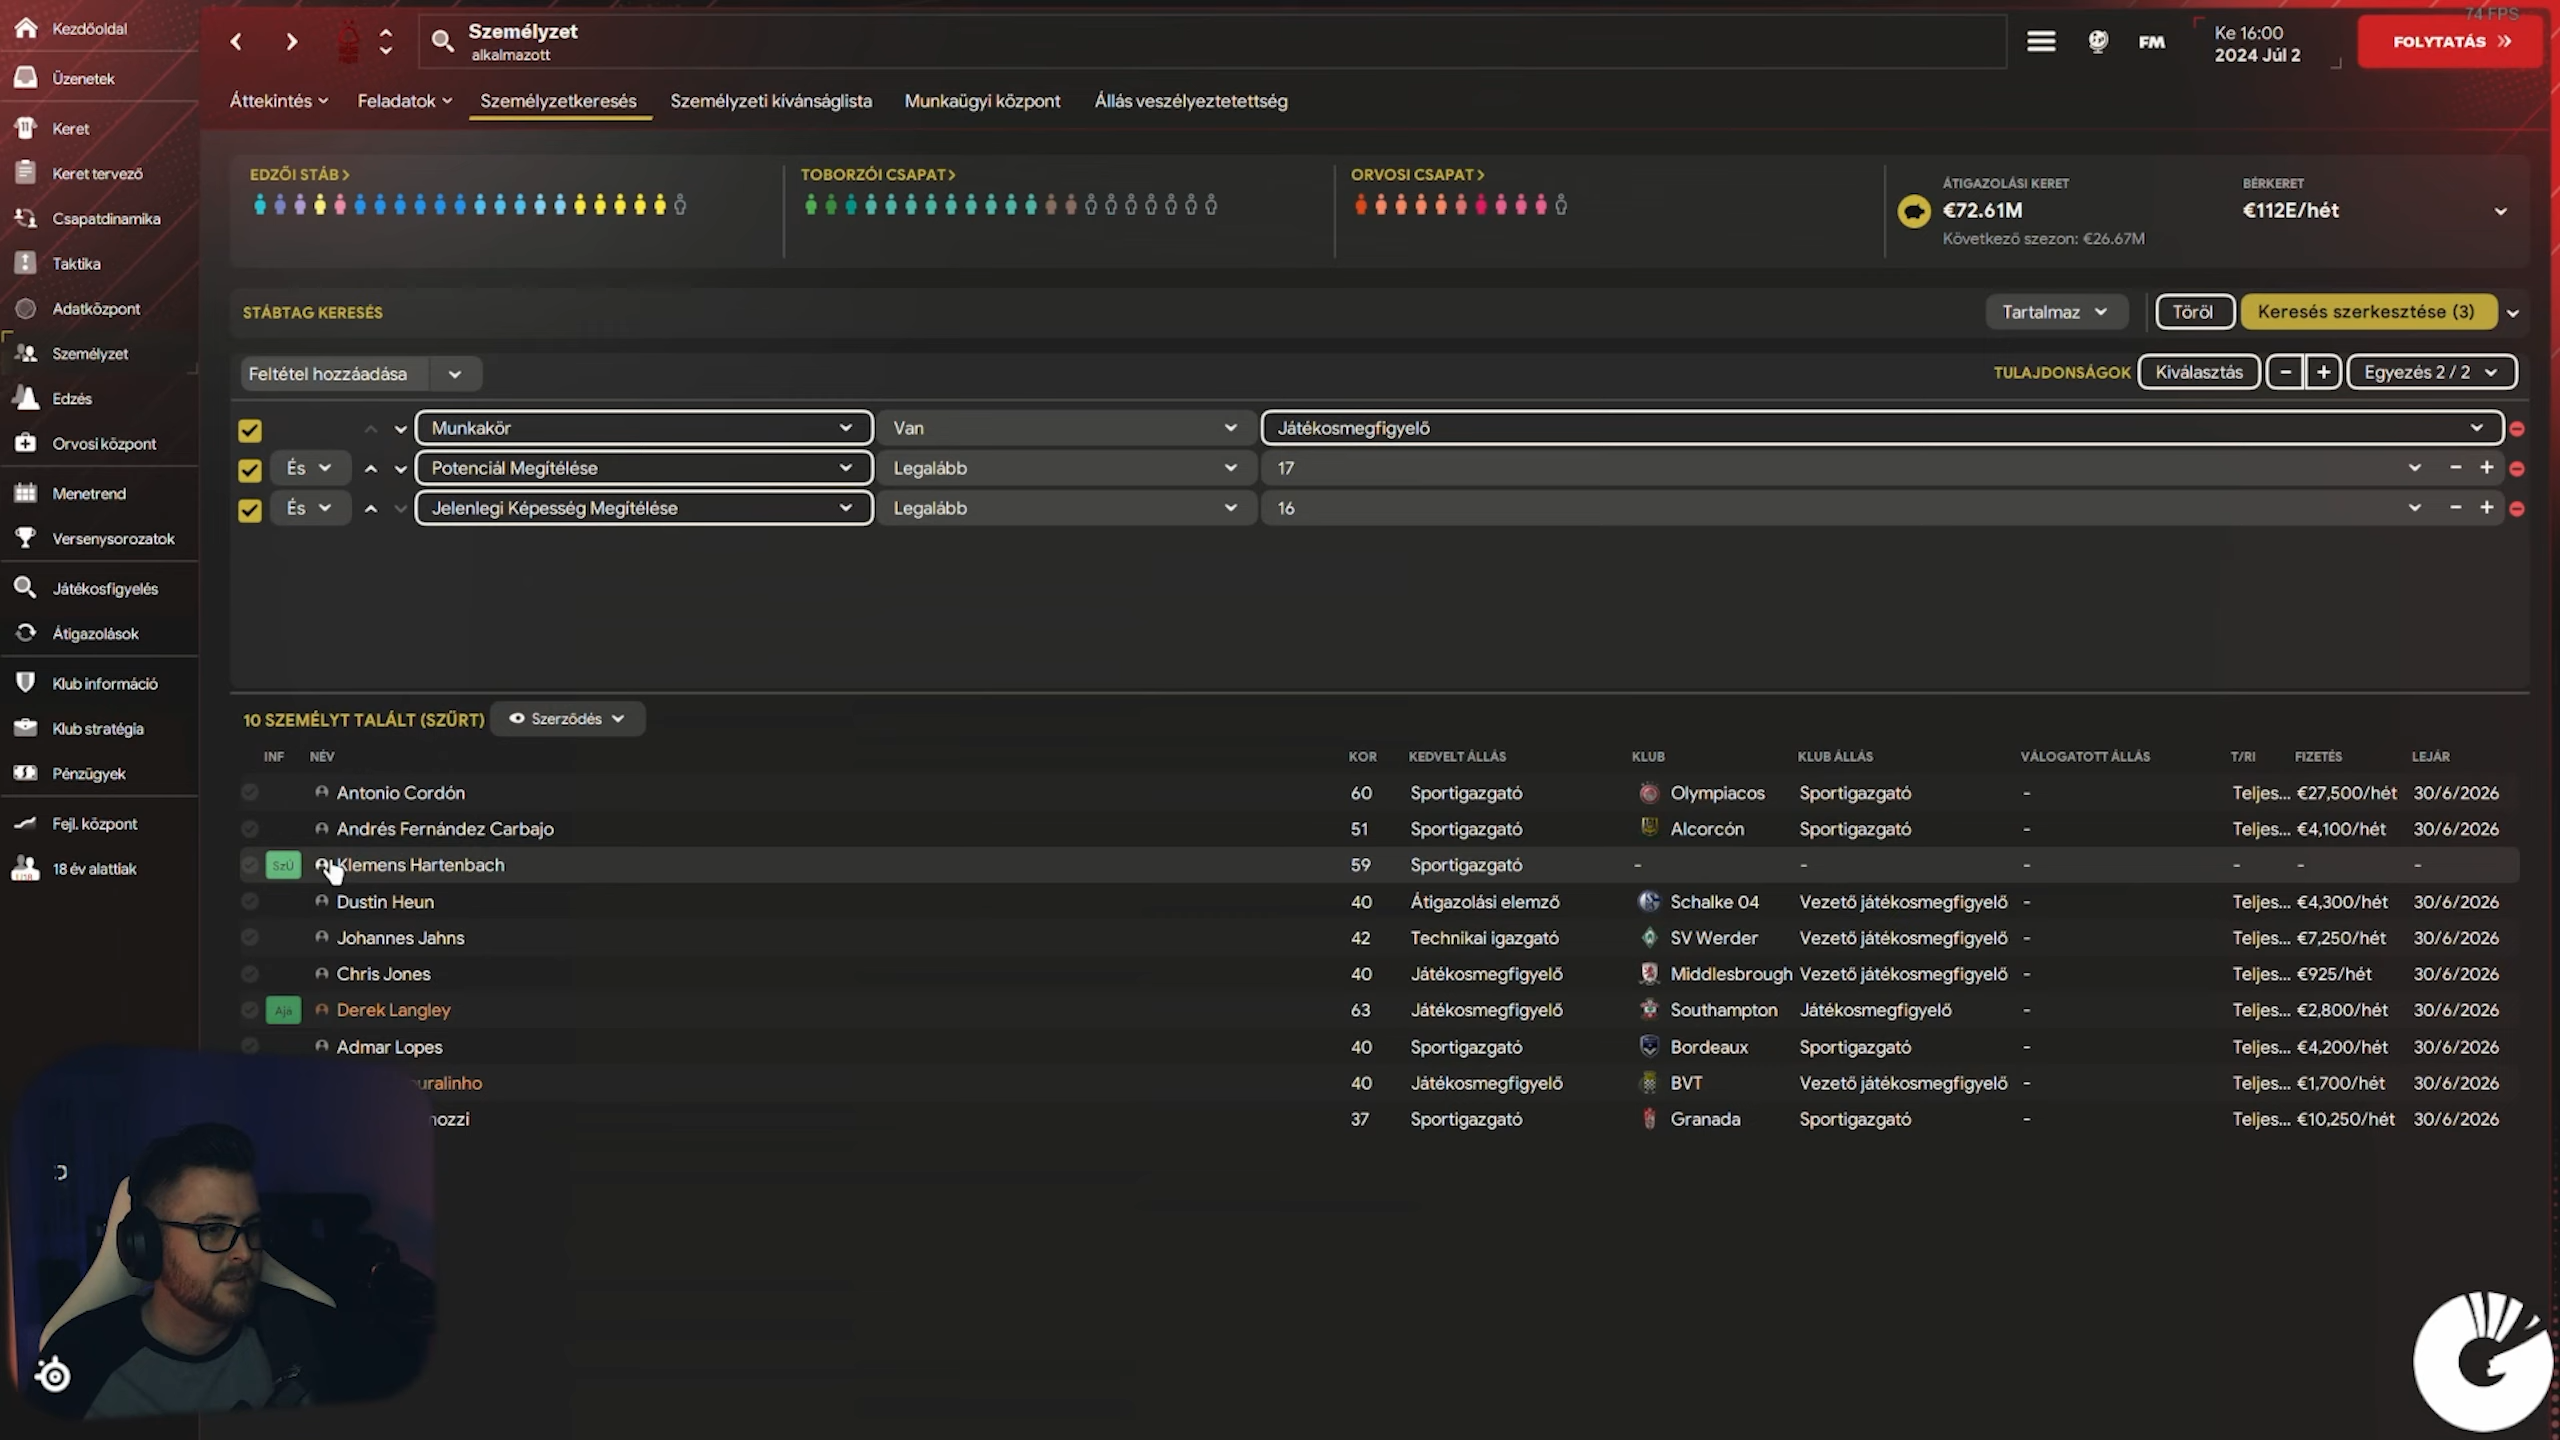 74 FPS
Kezdőoldal
Üzenetek
Keret
Keret tervező
Csapatdinamika
Taktika
Adatközpont
Személyzet
Edzés
Orvosi központ
Menetrend
Versenysorozatok
Játékosfigyelés
Átigazolások
Klub információ
Klub stratégia
Pénzügyek
Fejl. központ
18 év alattiak
Személyzet
alkalmazott
FM
Ke 16:00
2024 Júl 2
FOLYTATÁS
Áttekintés Feladatok Személyzetkeresés Személyzeti kívánságlista Munkaügyi központ Állás veszélyeztetettség
EDZŐI STÁB
TOBORZÓI CSAPAT
ORVOSI CSAPAT
ÁTIGAZOLÁSI KERET
€72.61M
Következő szezon: €26.67M
BÉRKERET
€112E/hét
STÁBTAG KERESÉS Tartalmaz Töröl Keresés szerkesztése (3)
Feltétel hozzáadása TULAJDONSÁGOK Kiválasztás - + Egyezés 2 / 2
Munkakör Van Játékosmegfigyelő
És Potenciál Megítélése Legalább 17 - +
És Jelenlegi Képesség Megítélése Legalább 16 - +
10 SZEMÉLYT TALÁLT (SZŰRT) Szerződés
INF NÉV KOR KEDVELT ÁLLÁS KLUB KLUB ÁLLÁS VÁLOGATOTT ÁLLÁS T/RI FIZETÉS LEJÁR
Antonio Cordón 60 Sportigazgató Olympiacos Sportigazgató - Teljes... €27,500/hét 30/6/2026
Andrés Fernández Carbajo 51 Sportigazgató Alcorcón Sportigazgató - Teljes... €4,100/hét 30/6/2026
SzÜ Klemens Hartenbach 59 Sportigazgató - - - - - -
Dustin Heun 40 Átigazolási elemző Schalke 04 Vezető játékosmegfigyelő - Teljes... €4,300/hét 30/6/2026
Johannes Jahns 42 Technikai igazgató SV Werder Vezető játékosmegfigyelő - Teljes... €7,250/hét 30/6/2026
Chris Jones 40 Játékosmegfigyelő Middlesbrough Vezető játékosmegfigyelő - Teljes... €925/hét 30/6/2026
Ajá Derek Langley 63 Játékosmegfigyelő Southampton Játékosmegfigyelő - Teljes... €2,800/hét 30/6/2026
Admar Lopes 40 Sportigazgató Bordeaux Sportigazgató - Teljes... €4,200/hét 30/6/2026
uralinho 40 Játékosmegfigyelő BVT Vezető játékosmegfigyelő - Teljes... €1,700/hét 30/6/2026
nozzi 37 Sportigazgató Granada Sportigazgató - Teljes... €10,250/hét 30/6/2026